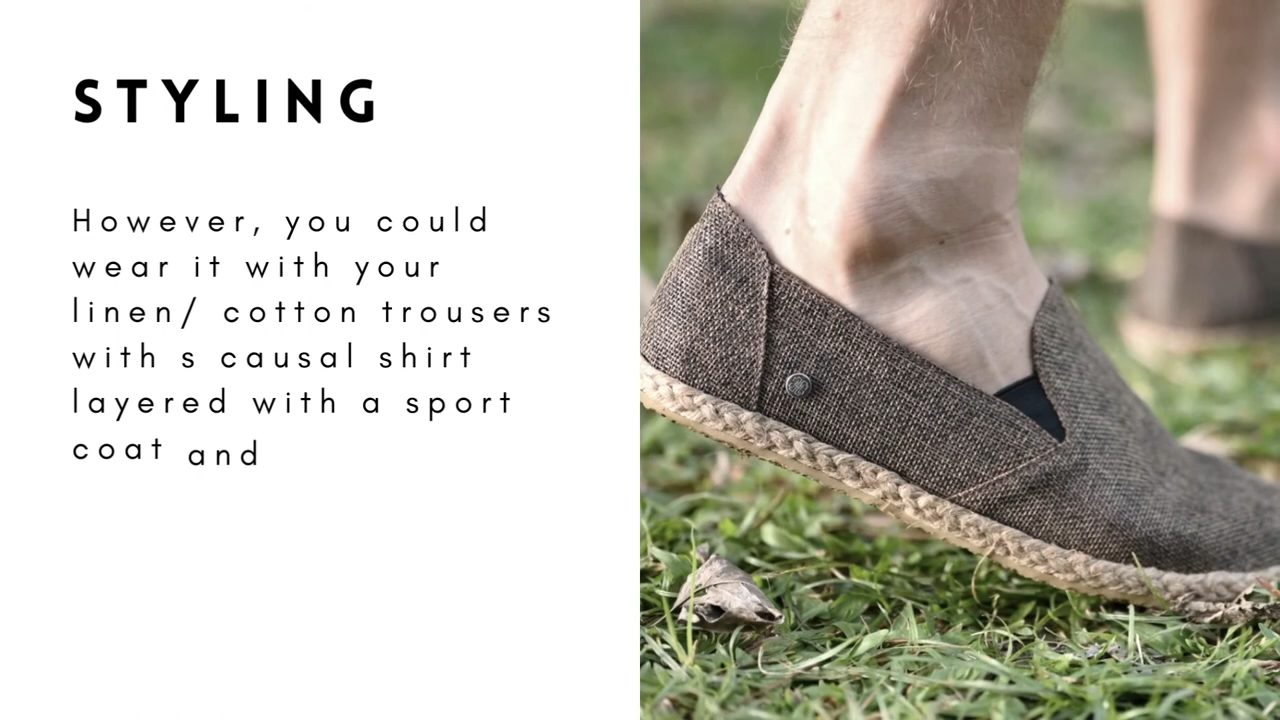 STYLING
However, you could
wear it with your
linen/ cotton trousers
with s causal shirt
layered with a sport
coat and